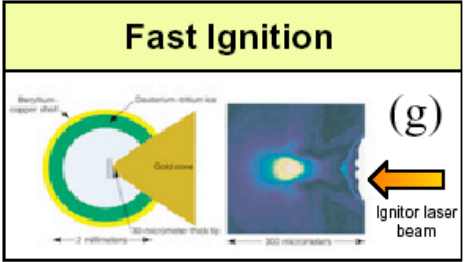 Fast Ignition
Beryllium-
copper shell
Deuterium-tritium ice
Gold cone
30-micrometer thick tip
2 millimeters
300 micrometers
(g)
Ignitor laser
beam